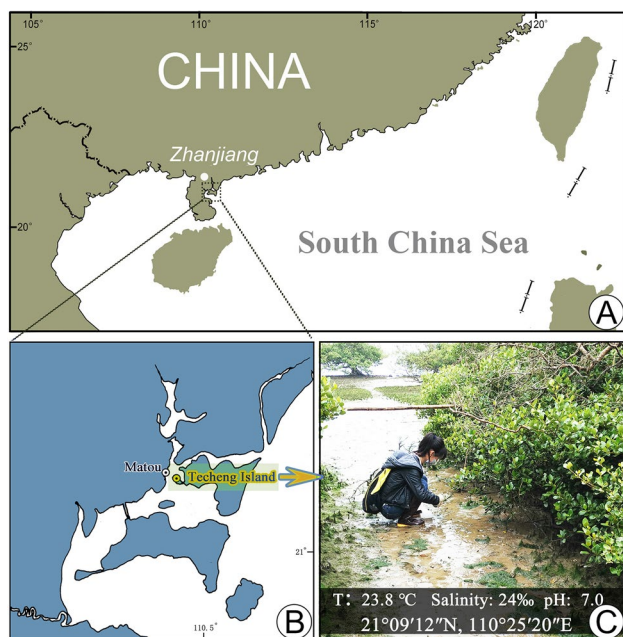 105°
110°
115°
120°
25°
CHINA
Zhanjiang
20°
South China Sea
A
Matou
Techeng Island
21°
110.5°
B
T: 23.8 ℃ Salinity: 24‰ pH: 7.0
21°09'12"N, 110°25'20"E
C